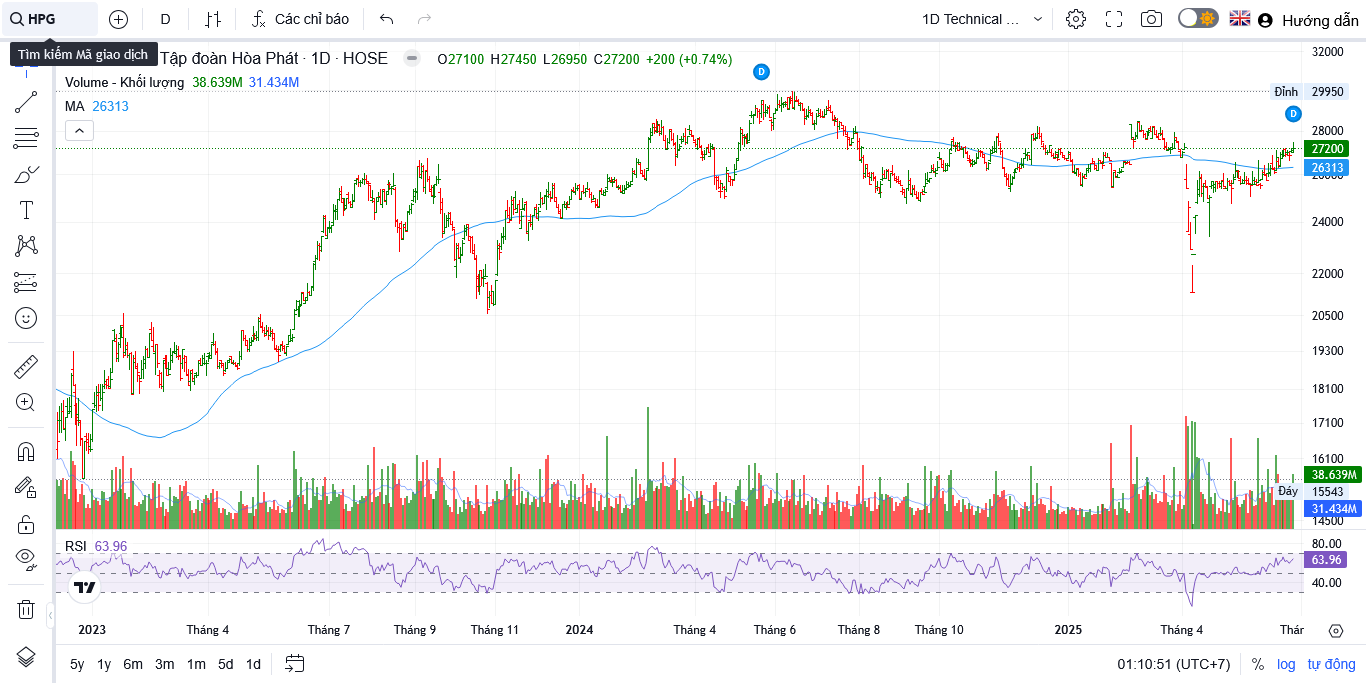 HPG
D
Các chỉ báo
1D Technical ...
Hướng dẫn
Tìm kiếm Mã giao dịch
Tập đoàn Hòa Phát · 1D · HOSE
O27100 H27450 L26950 C27200 +200 (+0.74%)
Volume - Khối lượng 38.639M 31.434M
MA 26313
D
D
32000
Đỉnh 29950
28000
27200
26313
24000
22000
20500
19300
18100
17100
16100
38.639M
Đáy 15543
31.434M
14500
RSI 63.96
80.00
63.96
40.00
2023 Tháng 4 Tháng 7 Tháng 9 Tháng 11 2024 Tháng 4 Tháng 6 Tháng 8 Tháng 10 2025 Tháng 4 Thár
5y 1y 6m 3m 1m 5d 1d
01:10:51 (UTC+7) % log tự động